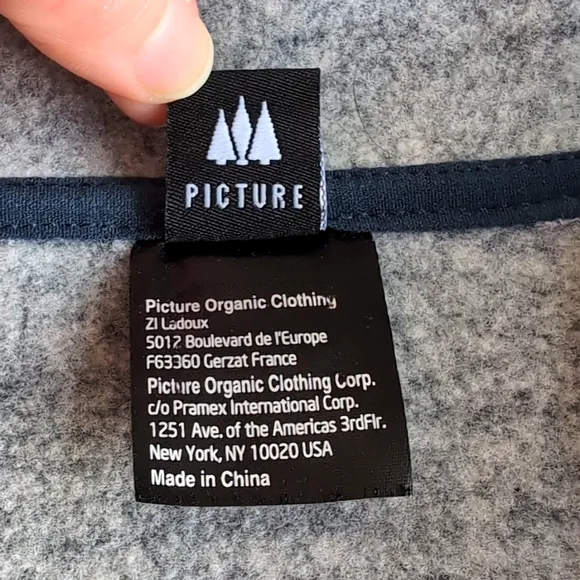 PICTURE
Picture Organic Clothing
ZI Ladoux
5012 Boulevard de l'Europe
F63360 Gerzat France
Picture Organic Clothing Corp.
c/o Pramex International Corp.
1251 Ave. of the Americas 3rdFlr.
New York, NY 10020 USA
Made in China